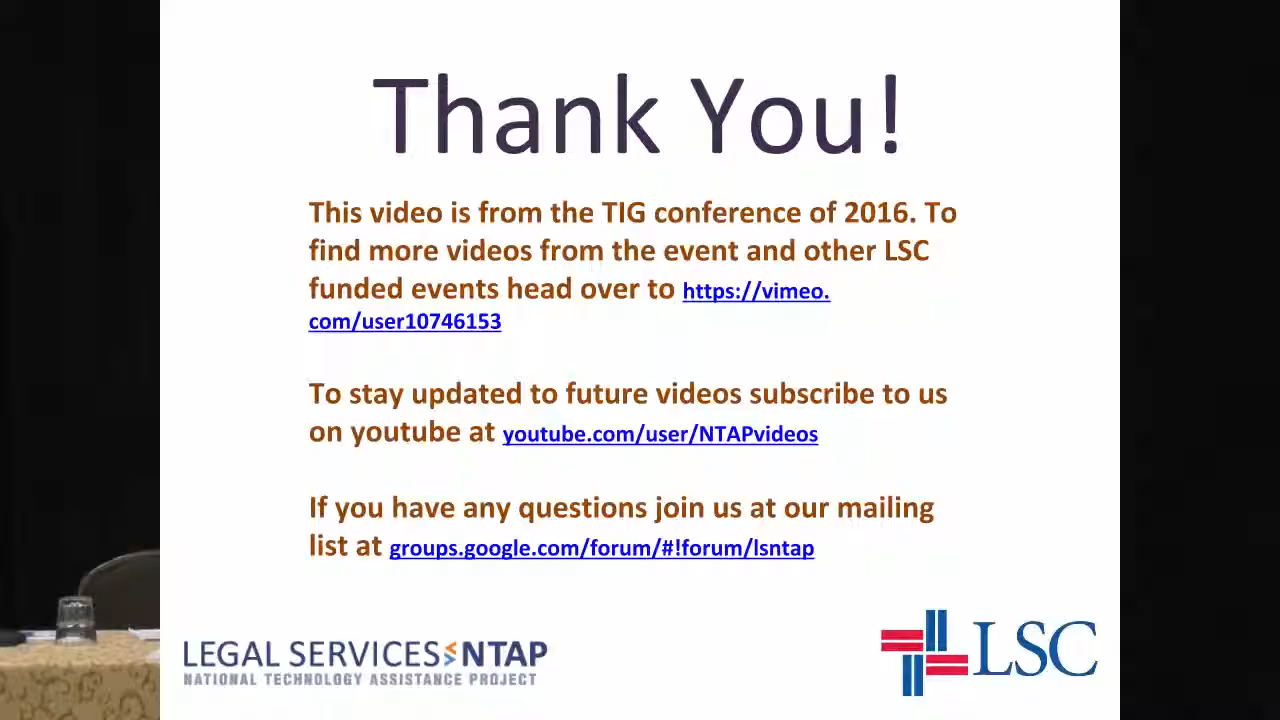 Thank You!
This video is from the TIG conference of 2016. To
find more videos from the event and other LSC
funded events head over to https://vimeo.
com/user10746153
To stay updated to future videos subscribe to us
on youtube at youtube.com/user/NTAPvideos
If you have any questions join us at our mailing
list at groups.google.com/forum/#!forum/lsntap
LEGAL SERVICES NTAP
NATIONAL TECHNOLOGY ASSISTANCE PROJECT
LSC